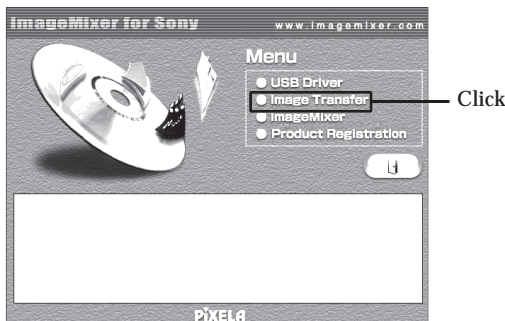 ImageMixer for Sony
www.imagemixer.com
Menu
USB Driver
Image Transfer
Click
ImageMixer
Product Registration
PIXELA